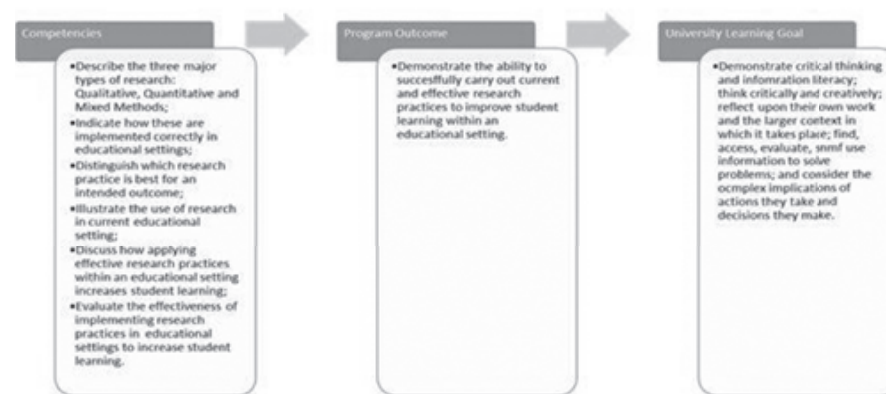 Competencies
•Describe the three major
types of research:
Qualitative, Quantitative and
Mixed Methods;
•Indicate how these are
implemented correctly in
educational settings;
•Distinguish which research
practice is best for an
intended outcome;
•Illustrate the use of research
in current educational
setting;
•Discuss how applying
effective research practices
within an educational setting
increases student learning;
•Evaluate the effectiveness of
implementing research
practices in educational
settings to increase student
learning.
Program Outcome
•Demonstrate the ability to
succesffully carry out current
and effective research
practices to improve student
learning within an
educational setting.
University Learning Goal
•Demonstrate critical thinking
and infomration literacy;
think critically and creatively;
reflect upon their own work
and the larger context in
which it takes place; find,
access, evaluate, snmf use
information to solve
problems; and consider the
ocmplex implications of
actions they take and
decisions they make.